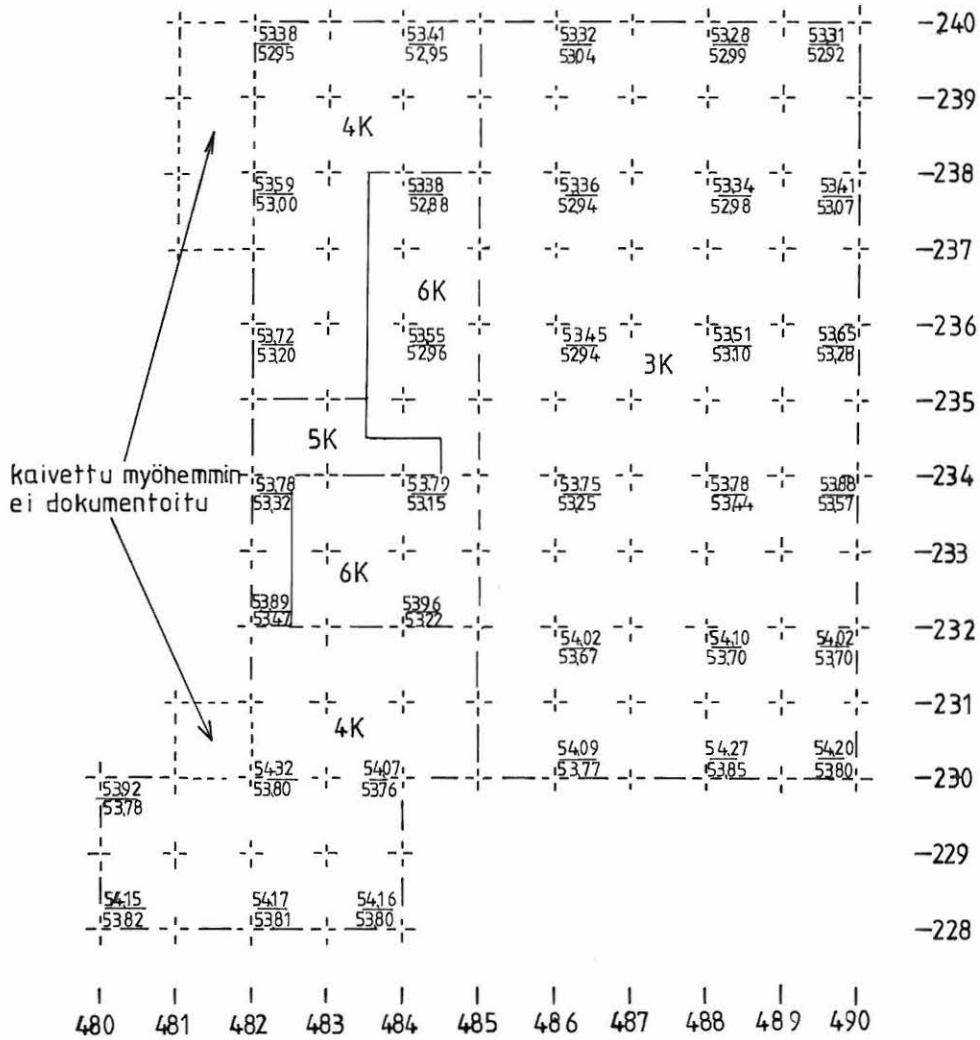 53,38 53,41 53,32 53,28 53,31 -240
52,95 52,95 53,04 52,99 52,92
-239
4K
-238
53,59 53,38 53,36 53,34 53,41
53,00 52,88 52,94 52,98 53,07
-237
6K
-236
53,72 53,55 53,45 53,51 53,65
53,20 52,96 52,94 53,10 53,28
3K
-235
5K
-234
kaivettu myöhemmin
ei dokumentoitu
53,78 53,79 53,75 53,78 53,88
53,32 53,15 53,25 53,44 53,57
-233
6K
53,89 53,96
53,47 53,22
-232
54,02 54,10 54,02
53,67 53,70 53,70
-231
4K
54,09 54,27 54,20
53,77 53,85 53,80
54,32 54,07 -230
53,80 53,76
53,92
53,78
-229
54,15 54,17 54,16
53,82 53,81 53,80
-228
480 481 482 483 484 485 486 487 488 489 490